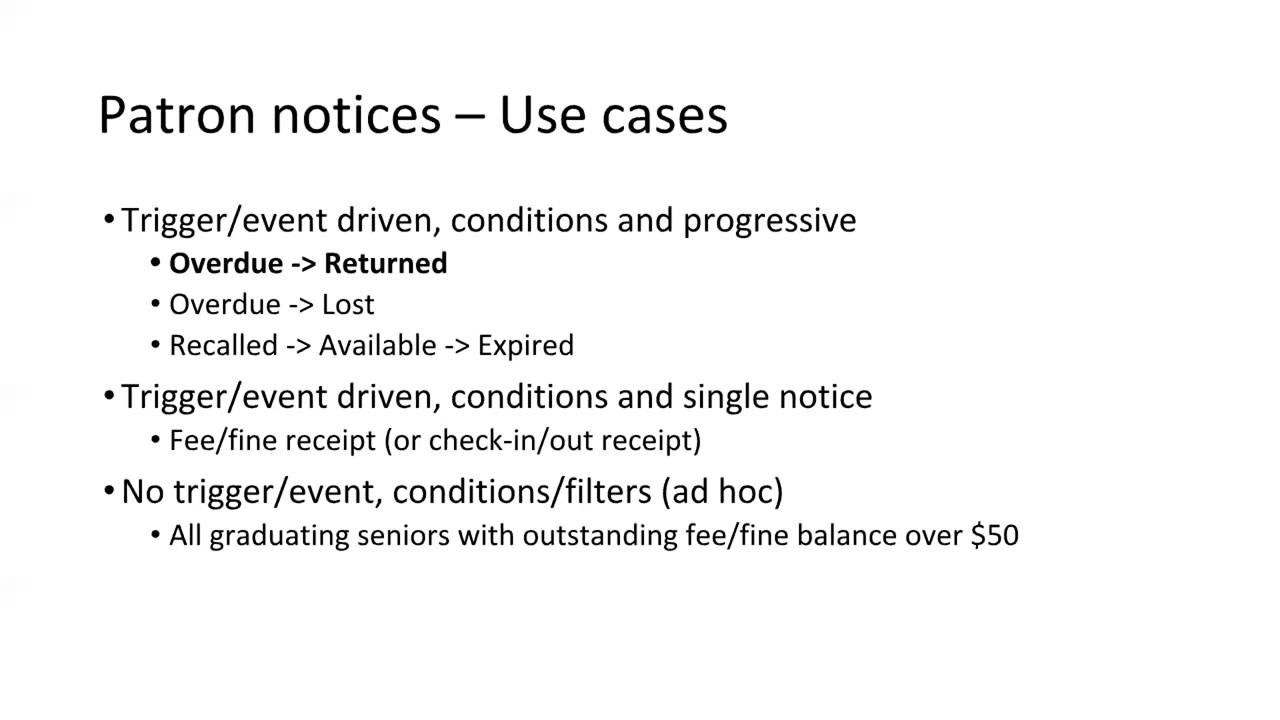 Patron notices – Use cases
•Trigger/event driven, conditions and progressive
• Overdue -> Returned
• Overdue -> Lost
• Recalled -> Available -> Expired
•Trigger/event driven, conditions and single notice
• Fee/fine receipt (or check-in/out receipt)
•No trigger/event, conditions/filters (ad hoc)
• All graduating seniors with outstanding fee/fine balance over $50